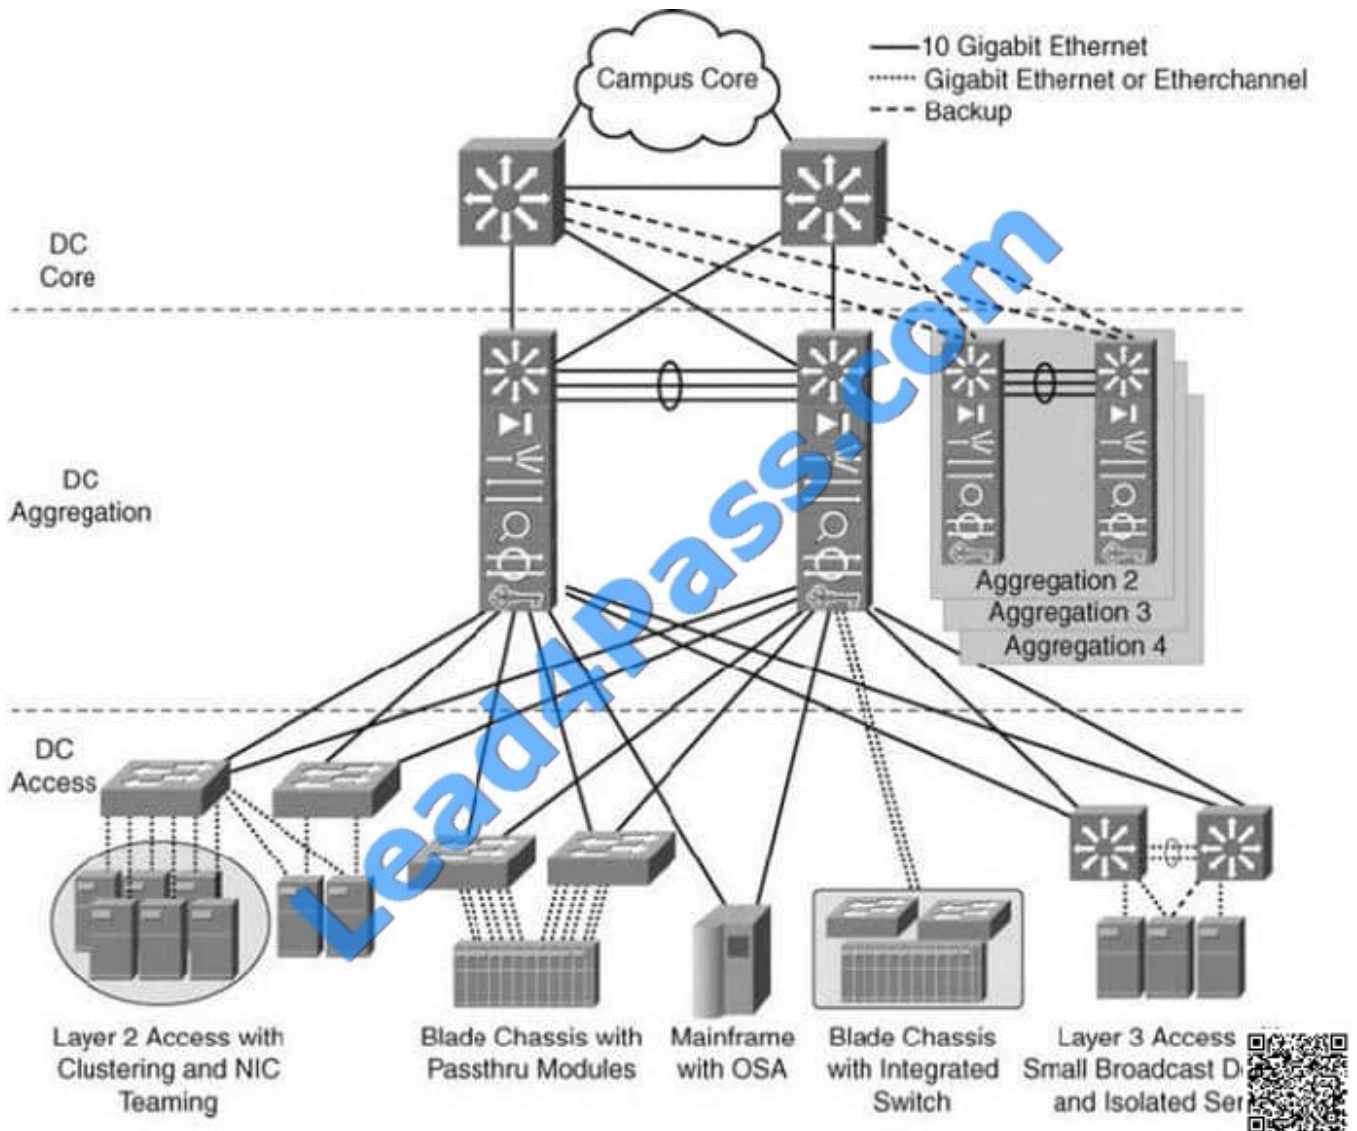 Campus Core
10 Gigabit Ethernet
Gigabit Ethernet or Etherchannel
Backup
DC
Core
DC
Aggregation
Aggregation 2
Aggregation 3
Aggregation 4
DC
Access
Lead4Pass.com
Layer 2 Access with
Clustering and NIC
Teaming
Blade Chassis with
Passthru Modules
Mainframe
with OSA
Blade Chassis
with Integrated
Switch
Layer 3 Access
Small Broadcast
and Isolated